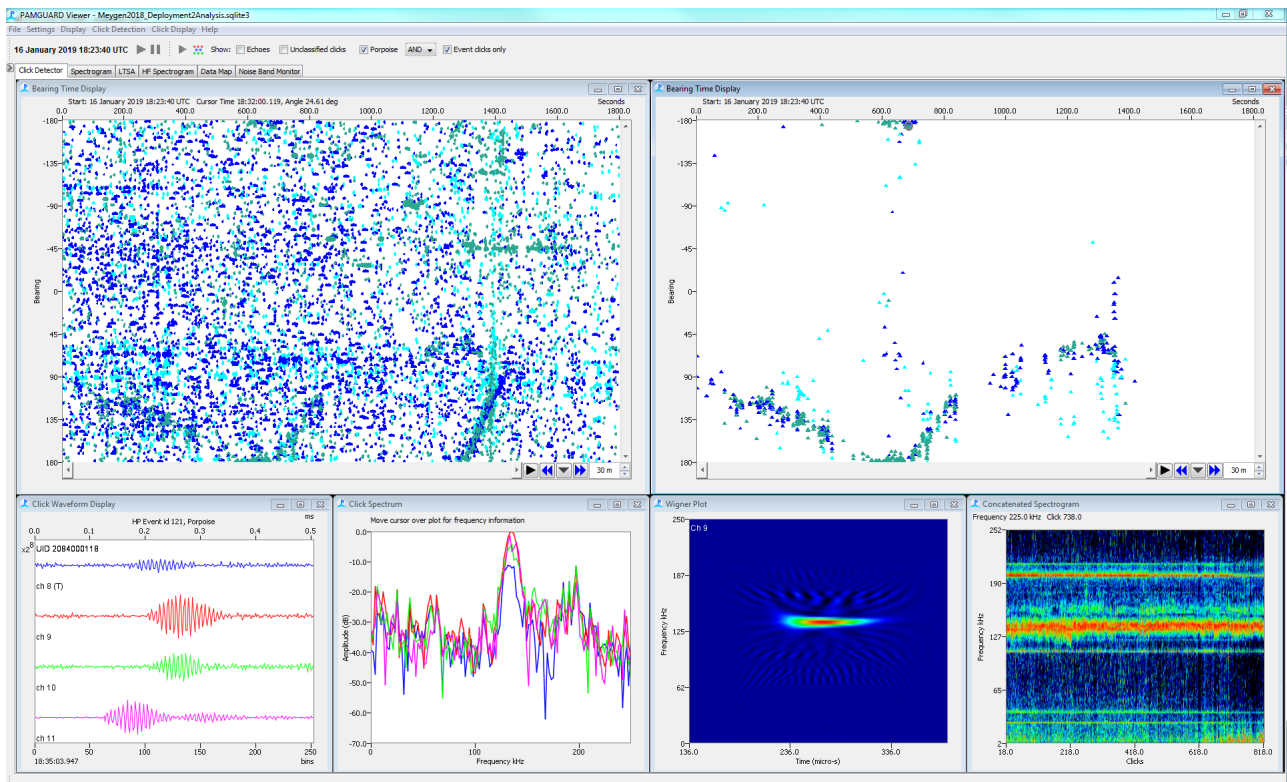 PAMGUARD Viewer - Meygen2018_Deployment2Analysis.sqlite3
File Settings Display Click Detection Click Display Help
16 January 2019 18:23:40 UTC Show: Echoes Unclassified clicks Porpoise AND Event clicks only
Click Detector Spectrogram LTSA HF Spectrogram Data Map Noise Band Monitor
Bearing Time Display
Start: 16 January 2019 18:23:40 UTC Cursor Time 18:32:00.119, Angle 24.61 deg Seconds
0.0 200.0 400.0 600.0 800.0 1000.0 1200.0 1400.0 1600.0 1800.0
-180
-135
-90
-45
0
45
90
135
180
Bearing
30 m
Bearing Time Display
Start: 16 January 2019 18:23:40 UTC Seconds
0.0 200.0 400.0 600.0 800.0 1000.0 1200.0 1400.0 1600.0 1800.0
-180
-135
-90
-45
0
45
90
135
180
Bearing
30 m
Click Waveform Display
HP Event id 121, Porpoise ms
0.0 0.1 0.2 0.3 0.4 0.5
x2^8
UID 2084000118
ch 8 (T)
ch 9
ch 10
ch 11
0 50 100 150 200 250
18:35:03.947 bins
Click Spectrum
Move cursor over plot for frequency information
0.0
-10.0
-20.0
-30.0
-40.0
-50.0
-60.0
-70.0
Amplitude (dB)
0 100 200
Frequency kHz
Wigner Plot
Ch 9
250
187
125
62
0
Frequency kHz
136.0 236.0 336.0
Time (micro-s)
Concatenated Spectrogram
Frequency 225.0 kHz Click 738.0
252
190
127
65
2
Frequency kHz
18.0 218.0 418.0 618.0 818.0
Clicks